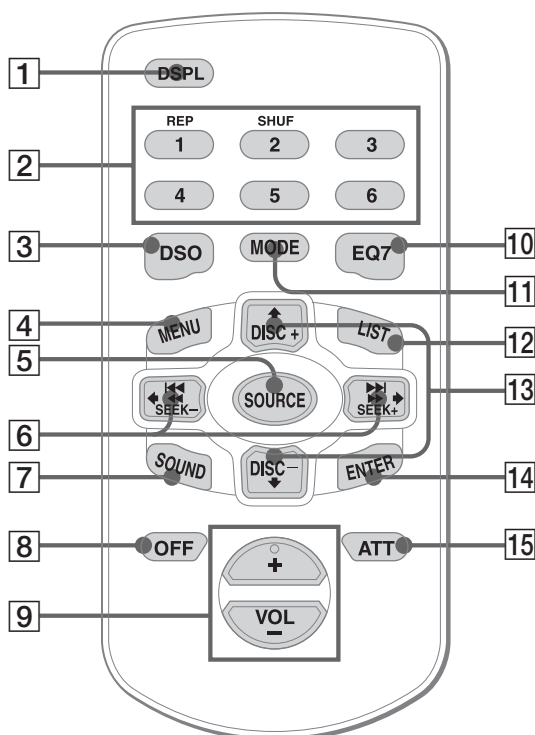 1 DSPL
REP SHUF
2 1 2 3
4 5 6
3 DSO MODE EQ7 10
11
4 MENU DISC + LIST 12
5 SOURCE 13
6 SEEK– SEEK+
7 SOUND DISC – ENTER 14
8 OFF ATT 15
+
9 VOL
–